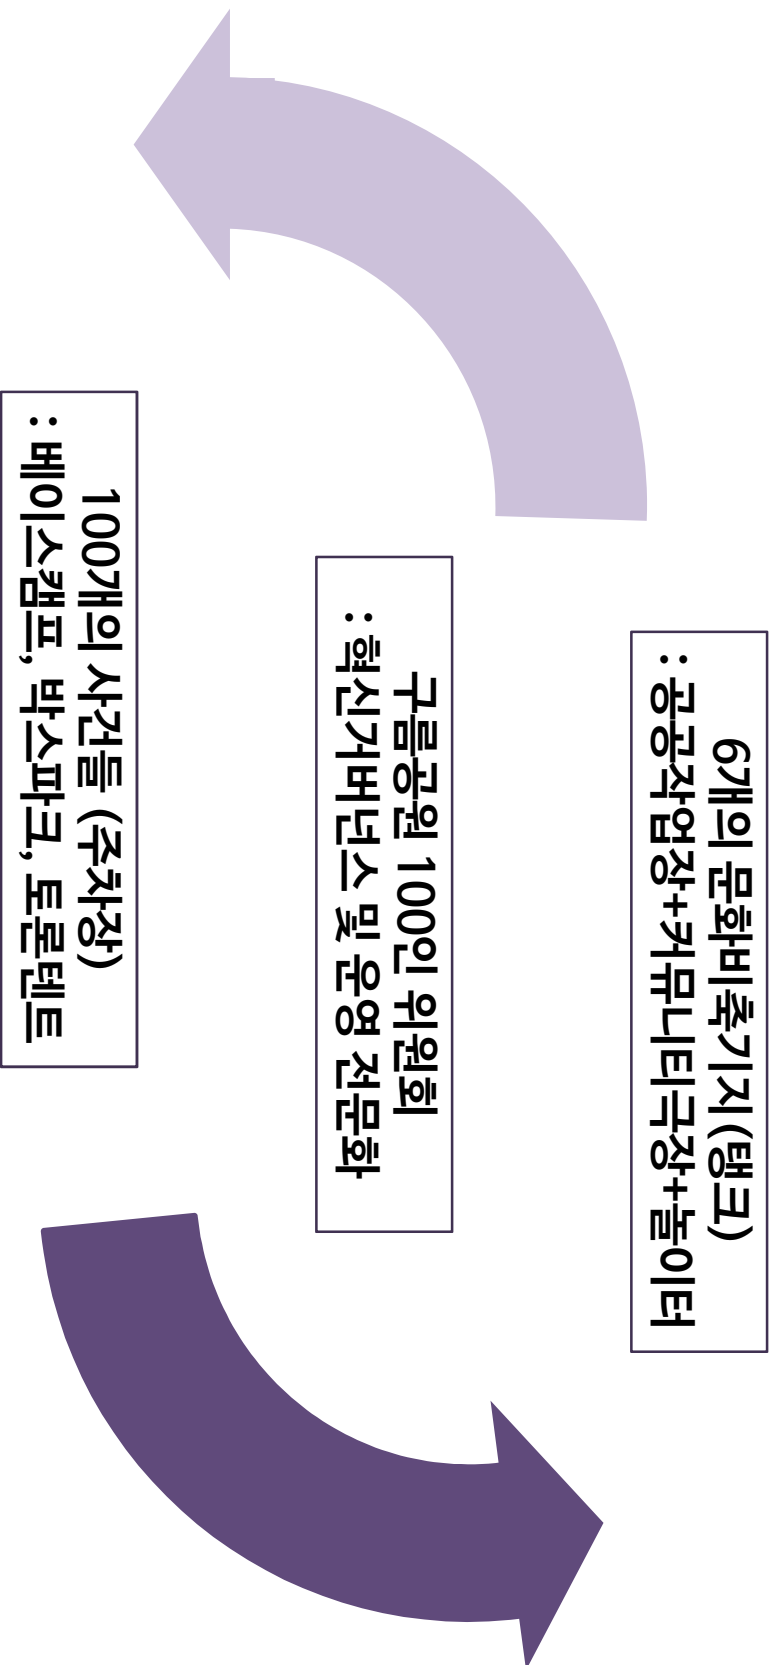 6개의 문화비축기지(탱크)
: 공공작업장+커뮤니티극장+놀이터
구름공원 100인 위원회
: 혁신거버넌스 및 운영 전문화
100개의 사건들 (주차장)
: 베이스캠프, 박스파크, 토론텐트